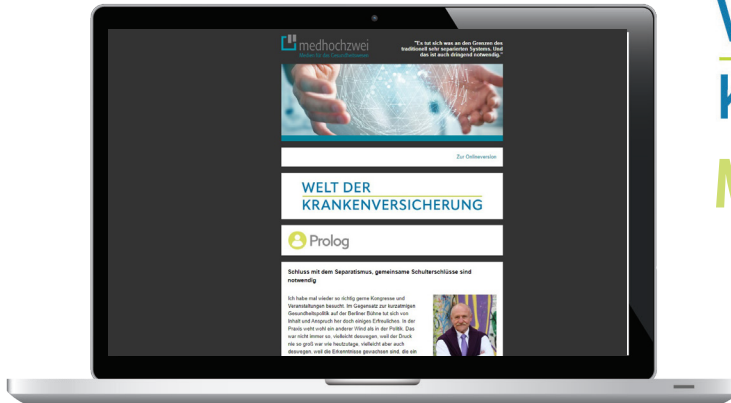 medhochzwei
"Es tut sich was an den Grenzen des
traditionell sehr separierten Systems. Und
das ist auch dringend notwendig."
Zur Onlineversion
WELT DER
KRANKENVERSICHERUNG
Prolog
Schluss mit dem Separatismus, gemeinsame Schulterschlüsse sind
notwendig
Ich habe mal wieder so richtig gerne Kongresse und
Veranstaltungen besucht. Im Gegensatz zur kurzatmigen
Gesundheitspolitik auf der Berliner Bühne tut sich von
Inhalt und Anspruch her doch einiges Erfreuliches. In der
Praxis weht wohl ein anderer Wind als in der Politik. Das
war nicht immer so, vielleicht deswegen, weil der Druck
nie so groß war wie heutzutage, vielleicht aber auch
deswegen, weil die Erkenntnisse gewachsen sind, die ein